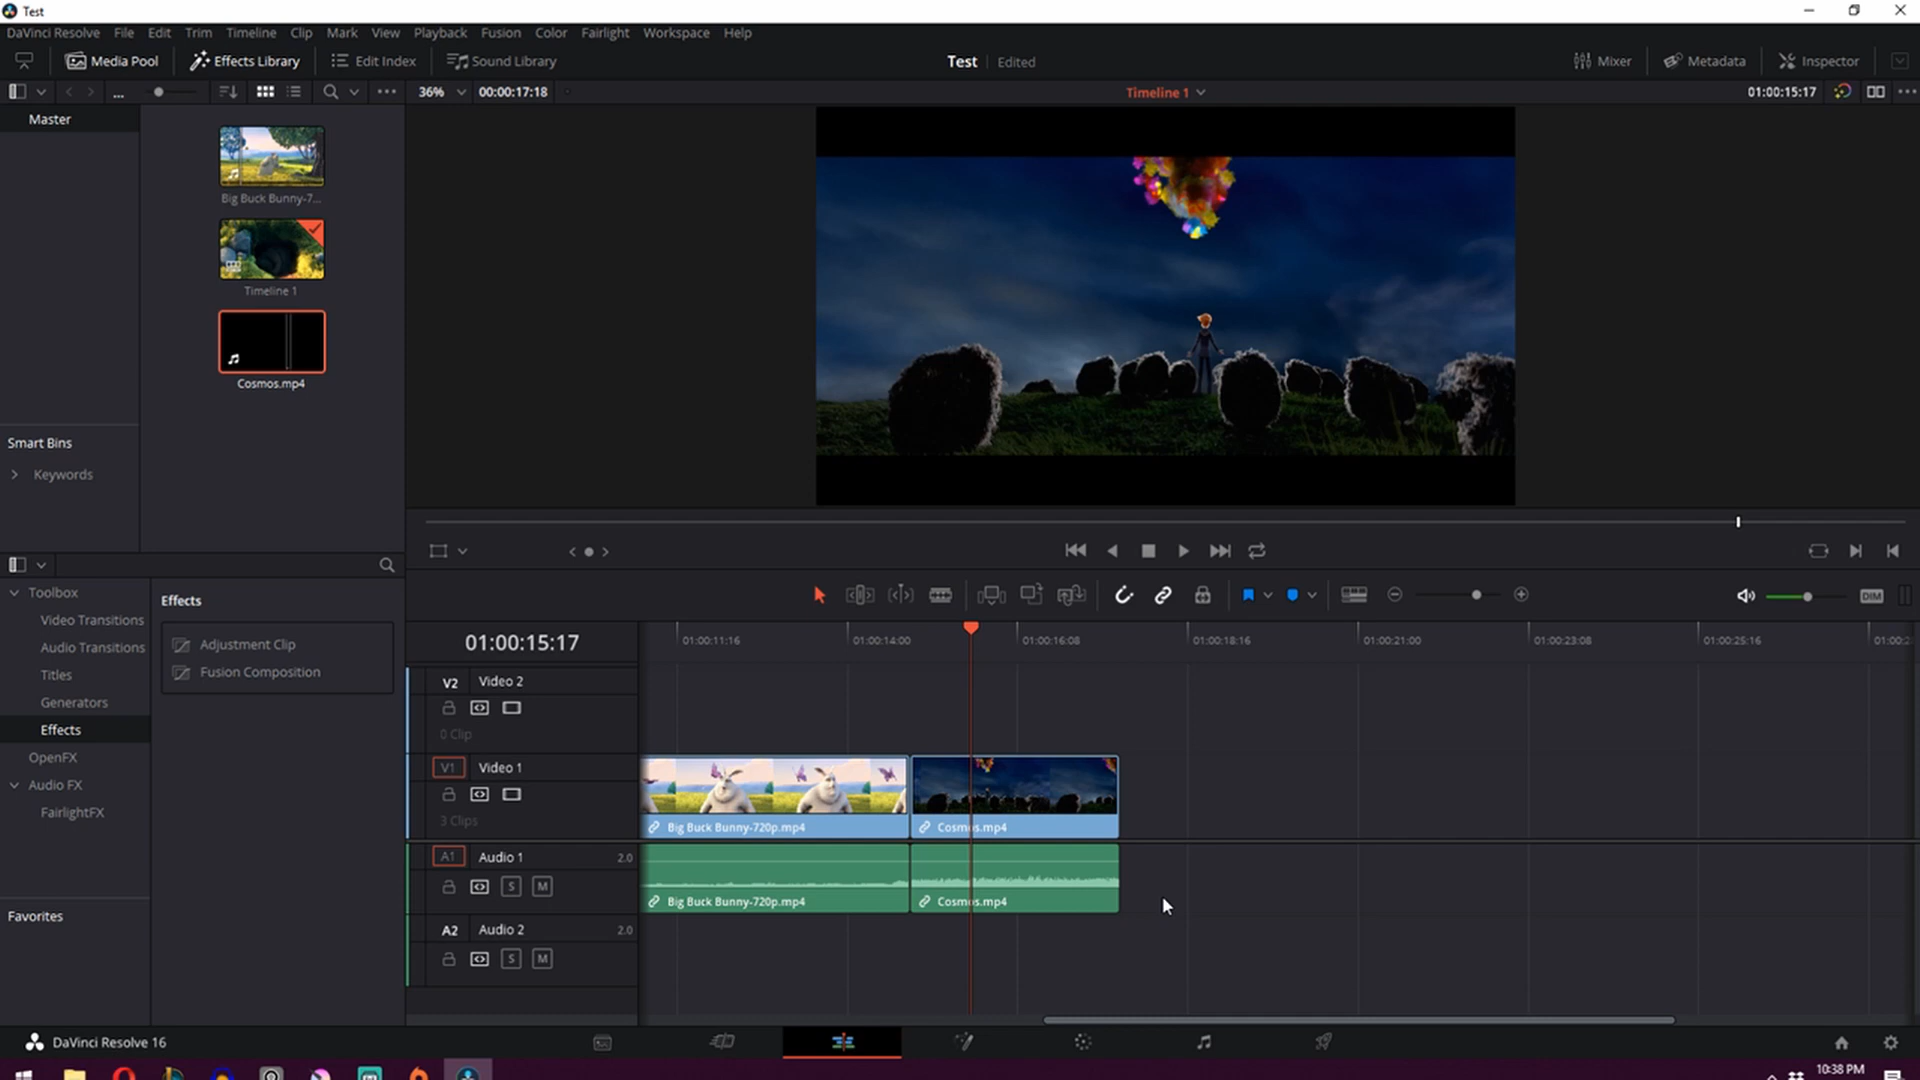 Test
DaVinci Resolve File Edit Trim Timeline Clip Mark View Playback Fusion Color Fairlight Workspace Help
Media Pool Effects Library Edit Index Sound Library Test Edited Mixer Metadata Inspector
... 36% 00:00:17:18 Timeline 1 01:00:15:17
Master
Big Buck Bunny-7...
Timeline 1
Cosmos.mp4
Smart Bins
Keywords
Toolbox
Video Transitions
Audio Transitions
Titles
Generators
Effects
OpenFX
Audio FX
FairlightFX
Favorites
Effects
Adjustment Clip
Fusion Composition
DIM
01:00:15:17
01:00:11:16 01:00:14:00 01:00:16:08 01:00:18:16 01:00:21:00 01:00:23:08 01:00:25:16
V2 Video 2
0 Clip
V1 Video 1
3 Clips
Big Buck Bunny-720p.mp4 Cosmos.mp4
A1 Audio 1 2.0
S M
Big Buck Bunny-720p.mp4 Cosmos.mp4
A2 Audio 2 2.0
S M
DaVinci Resolve 16
10:38 PM